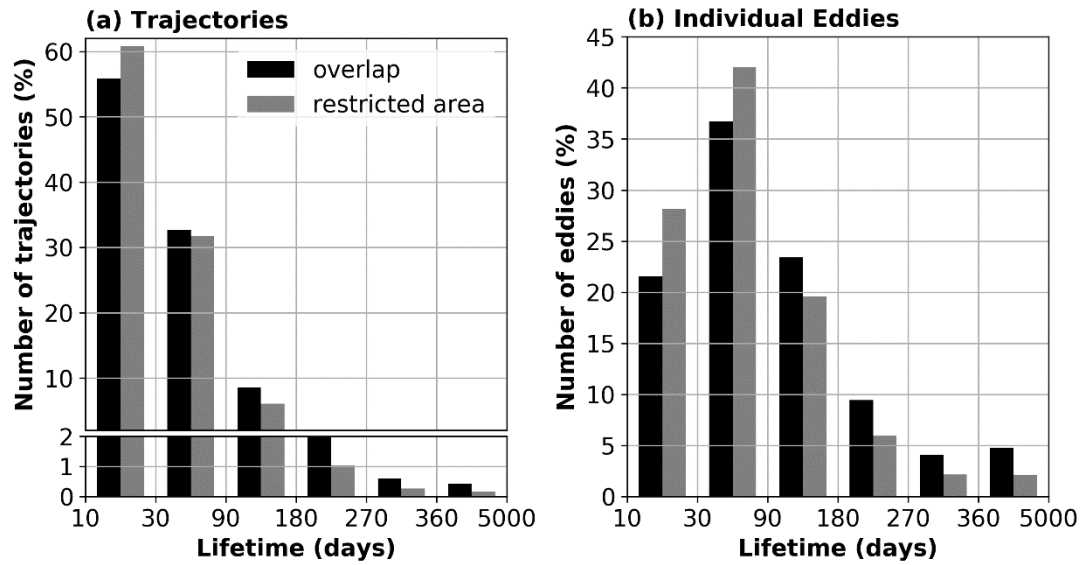 (a) Trajectories
Number of trajectories (%)
60
50
40
30
20
10
2
1
0
overlap
restricted area
10 30 90 180 270 360 5000
Lifetime (days)
(b) Individual Eddies
Number of eddies (%)
45
40
35
30
25
20
15
10
5
0
10 30 90 180 270 360 5000
Lifetime (days)